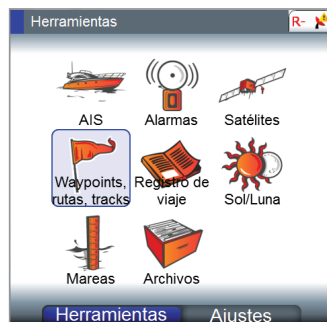 Herramientas
R-
AIS
Alarmas
Satélites
Waypoints,
rutas, tracks
Registro de
viaje
Sol/Luna
Mareas
Archivos
Herramientas
Ajustes